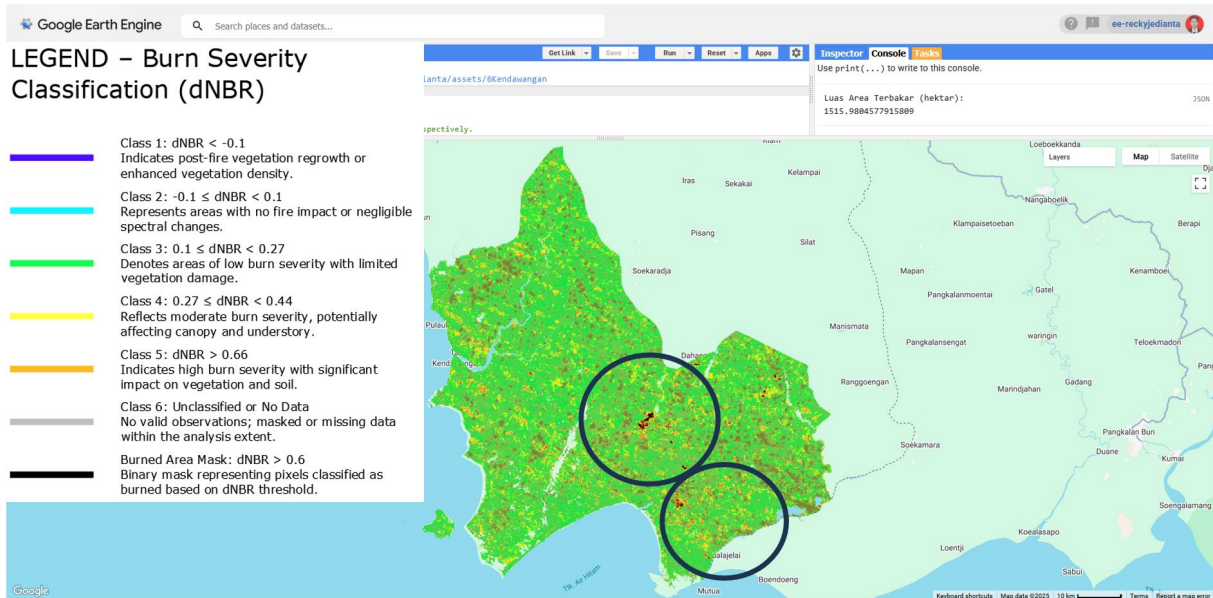 Google Earth Engine
Search places and datasets...
ee-reckyjedianta
LEGEND – Burn Severity
Classification (dNBR)
Class 1: dNBR < -0.1
Indicates post-fire vegetation regrowth or
enhanced vegetation density.
Class 2: -0.1 ≤ dNBR < 0.1
Represents areas with no fire impact or negligible
spectral changes.
Class 3: 0.1 ≤ dNBR < 0.27
Denotes areas of low burn severity with limited
vegetation damage.
Class 4: 0.27 ≤ dNBR < 0.44
Reflects moderate burn severity, potentially
affecting canopy and understory.
Class 5: dNBR > 0.66
Indicates high burn severity with significant
impact on vegetation and soil.
Class 6: Unclassified or No Data
No valid observations; masked or missing data
within the analysis extent.
Burned Area Mask: dNBR > 0.6
Binary mask representing pixels classified as
burned based on dNBR threshold.
Get Link Save Run Reset Apps
ianta/assets/6Kendawangan
spectively.
Inspector Console Tasks
Use print(...) to write to this console.
Luas Area Terbakar (hektar): JSON
1515.9804577915809
Layers Map Satellite
Loeboekkanda
Kelampai
Iras
Sekakai
Nangaboelik
Klampaisetoeban
Berapi
Pisang
Silat
Soekaradja
Mapan
Kenamboei
Pangkalanmoentai
Gatel
Pulau
Manismata
Pangkalansengat
waringin
Teloekmadon
Kend
Ranggoengan
Marindjahan
Gadang
Pangkalan Bun
Soekamara
Duane
Kumai
Soengaiamang
Koealasapo
Loentji
Sabui
alajelai
Boendoeng
Tlk. Air Hitam
Mutua
Google
Keyboard shortcuts Map data ©2025 10 km Terms Report a map error